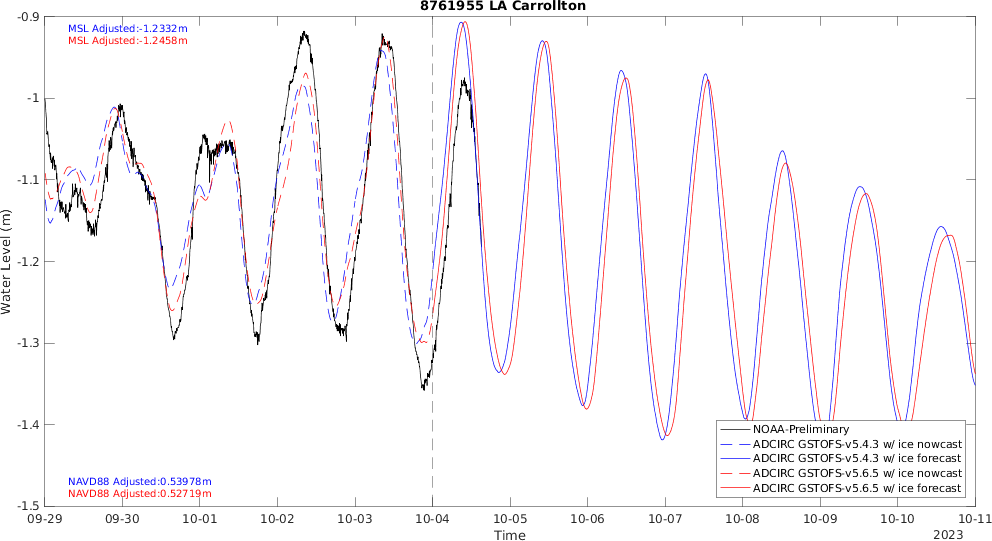 8761955 LA Carrollton
MSL Adjusted:-1.2332m
MSL Adjusted:-1.2458m
-0.9
-1
-1.1
-1.2
-1.3
-1.4
-1.5
Water Level (m)
NOAA-Preliminary
ADCIRC GSTOFS-v5.4.3 w/ ice nowcast
ADCIRC GSTOFS-v5.4.3 w/ ice forecast
ADCIRC GSTOFS-v5.6.5 w/ ice nowcast
ADCIRC GSTOFS-v5.6.5 w/ ice forecast
NAVD88 Adjusted:0.53978m
NAVD88 Adjusted:0.52719m
09-29 09-30 10-01 10-02 10-03 10-04 10-05 10-06 10-07 10-08 10-09 10-10 10-11
Time
2023